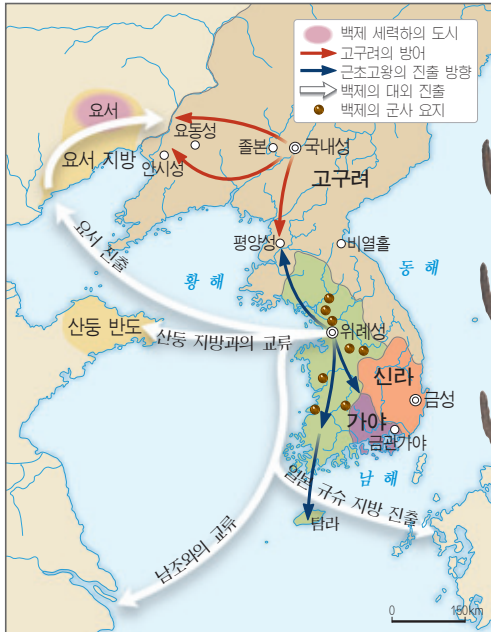 백제 세력하의 도시
고구려의 방어
근초고왕의 진출 방향
백제의 대외 진출
백제의 군사 요지
요서
요서 지방
요동성
안시성
졸본
국내성
고구려
평양성
비열홀
요서 진출
황해
동해
산둥 반도
산둥 지방과의 교류
위례성
신라
금성
가야
금관가야
남해
탐라
일본 규슈 지방 진출
남조와의 교류
0 150km